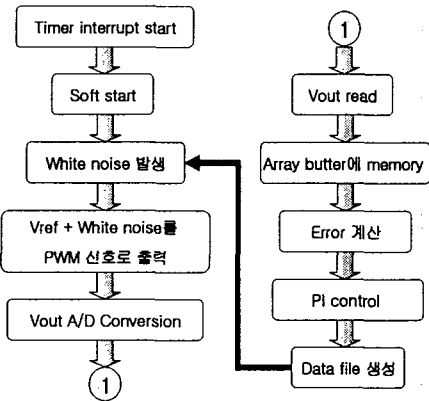 Timer interrupt start
Soft start
White noise 발생
Vref + White noise를
PWM 신호로 출력
Vout A/D Conversion
1
1
Vout read
Array butter에 memory
Error 계산
PI control
Data file 생성